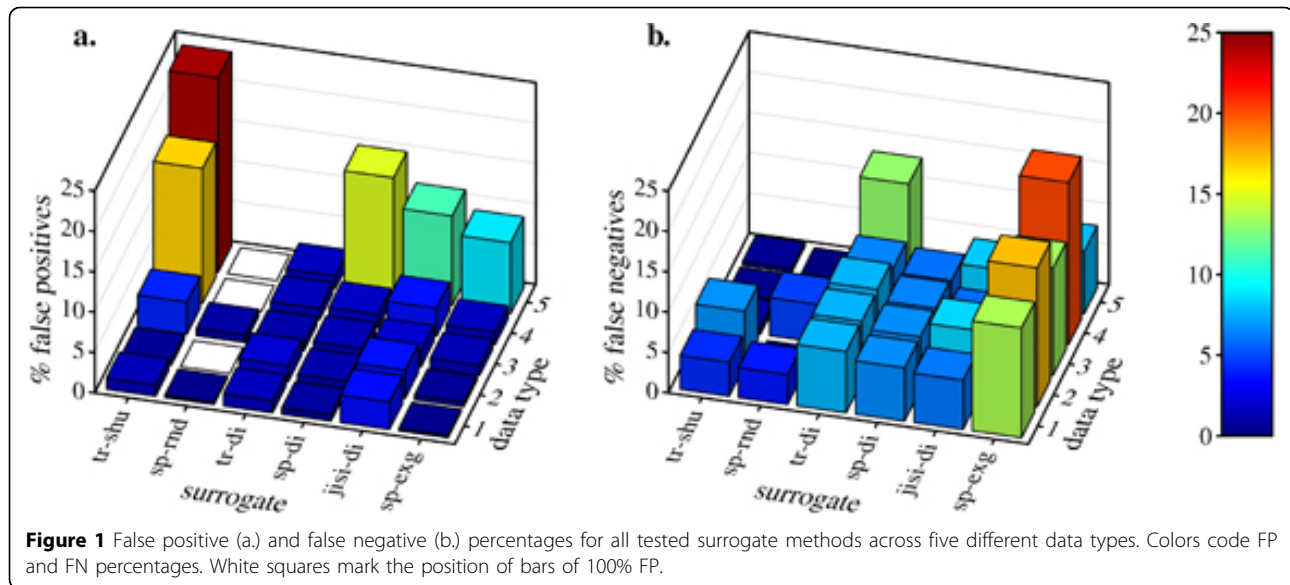 a.
% false positives
25
20
15
10
5
0
tr-shu
sp-rnd
tr-di
sp-di
jisi-di
sp-exg
surrogate
1
2
3
4
5
data type
b.
% false negatives
25
20
15
10
5
0
tr-shu
sp-rnd
tr-di
sp-di
jisi-di
sp-exg
surrogate
1
2
3
4
5
data type
25
20
15
10
5
0
Figure 1 False positive (a.) and false negative (b.) percentages for all tested surrogate methods across five different data types. Colors code FP
and FN percentages. White squares mark the position of bars of 100% FP.